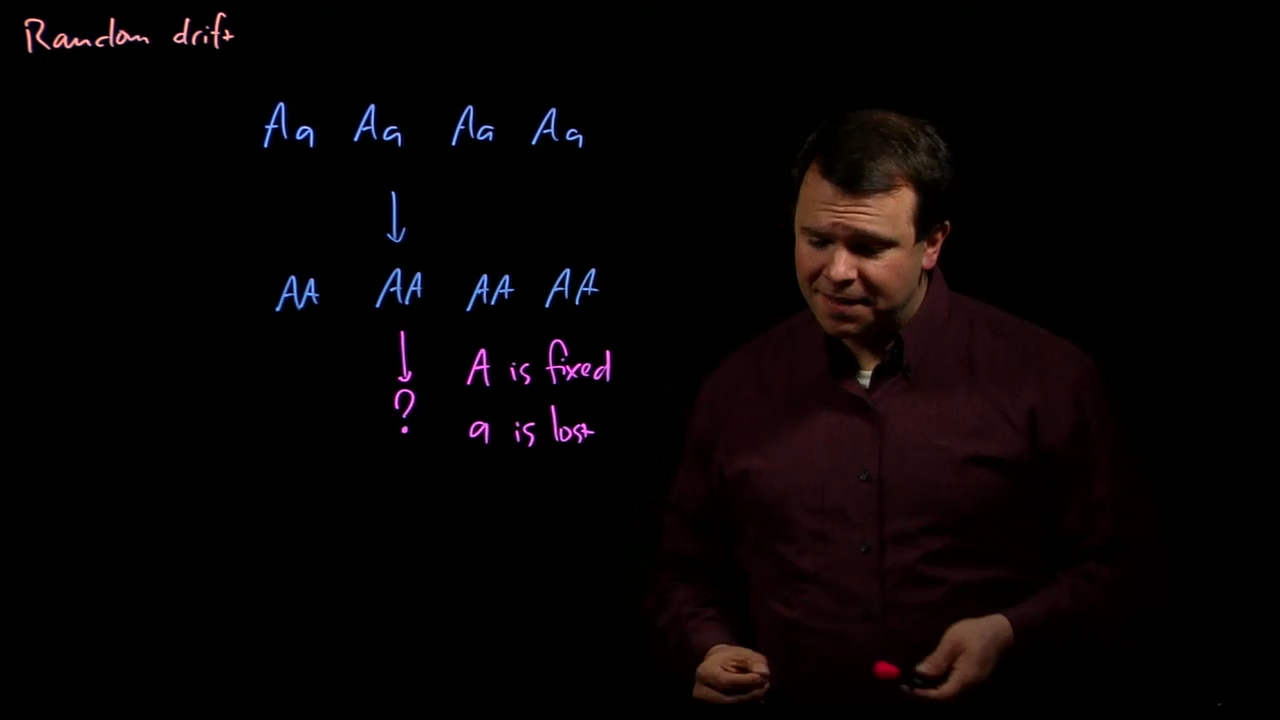 Random drift
Aa Aa Aa Aa
↓
AA AA AA AA
↓ A is fixed
? a is lost